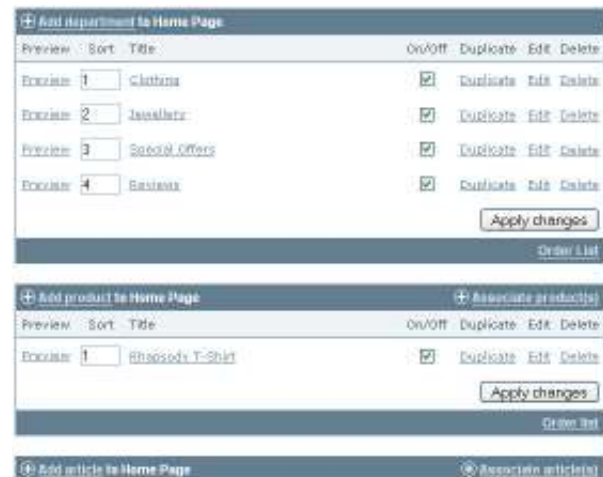 Add department to Home Page
Preview Sort Title On/Off Duplicate Edit Delete
Preview 1 Clothing Duplicate Edit Delete
Preview 2 Jewellery Duplicate Edit Delete
Preview 3 Special Offers Duplicate Edit Delete
Preview 4 Reviews Duplicate Edit Delete
Apply changes
Order List
Add product to Home Page Associate product(s)
Preview Sort Title On/Off Duplicate Edit Delete
Preview 1 Rhapsody T-Shirt Duplicate Edit Delete
Apply changes
Order list
Add article to Home Page Associate article(s)